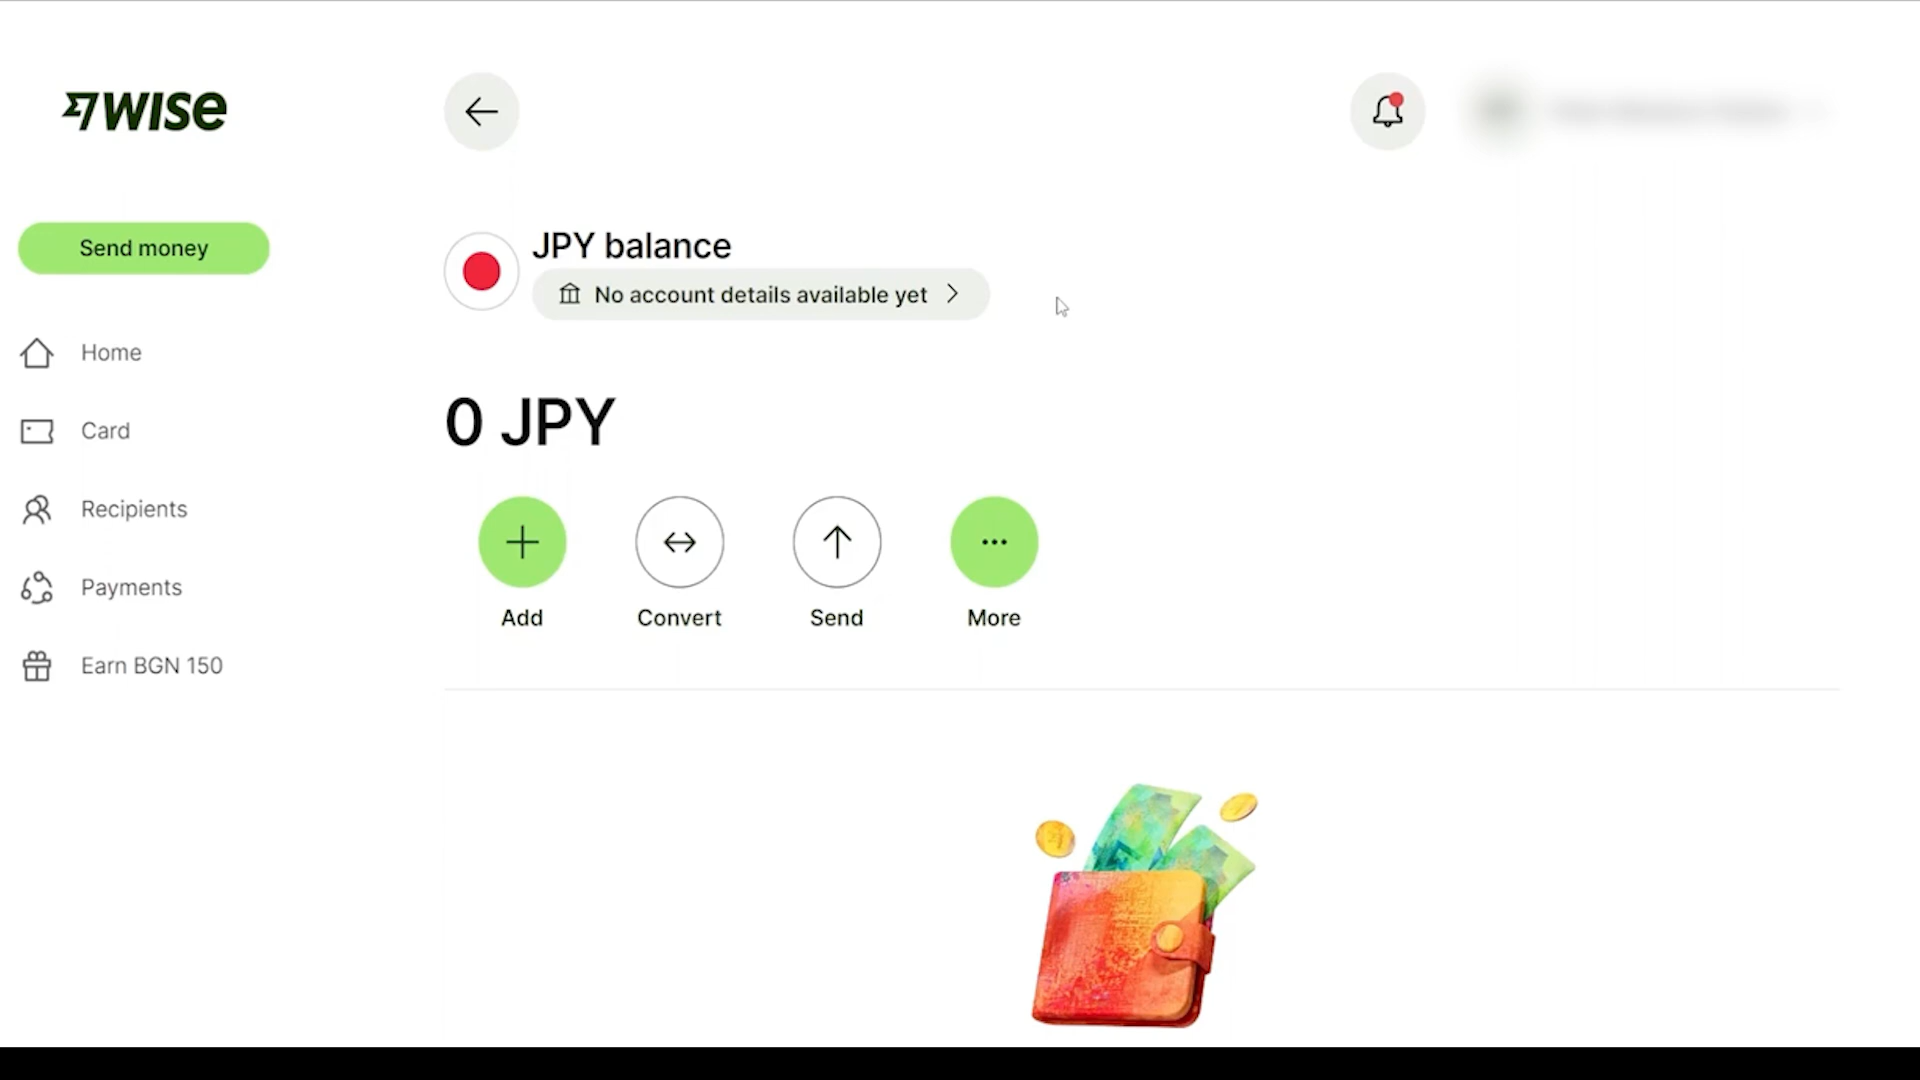 WISE
Send money
Home
Card
Recipients
Payments
Earn BGN 150
JPY balance
No account details available yet
0 JPY
Add
Convert
Send
More